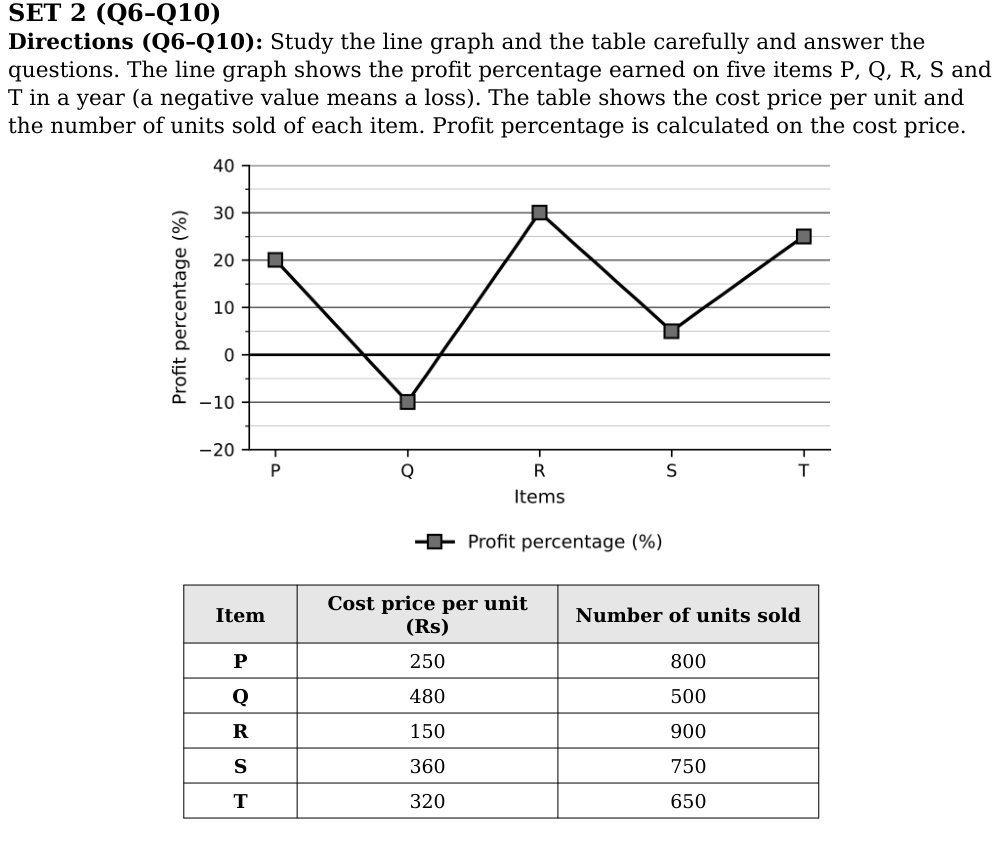 SET 2 (Q6–Q10)
Directions (Q6–Q10): Study the line graph and the table carefully and answer the
questions. The line graph shows the profit percentage earned on five items P, Q, R, S and
T in a year (a negative value means a loss). The table shows the cost price per unit and
the number of units sold of each item. Profit percentage is calculated on the cost price.
Profit percentage (%)
40
30
20
10
0
−10
−20
P Q R S T
Items
Profit percentage (%)
Item Cost price per unit (Rs) Number of units sold
P 250 800
Q 480 500
R 150 900
S 360 750
T 320 650